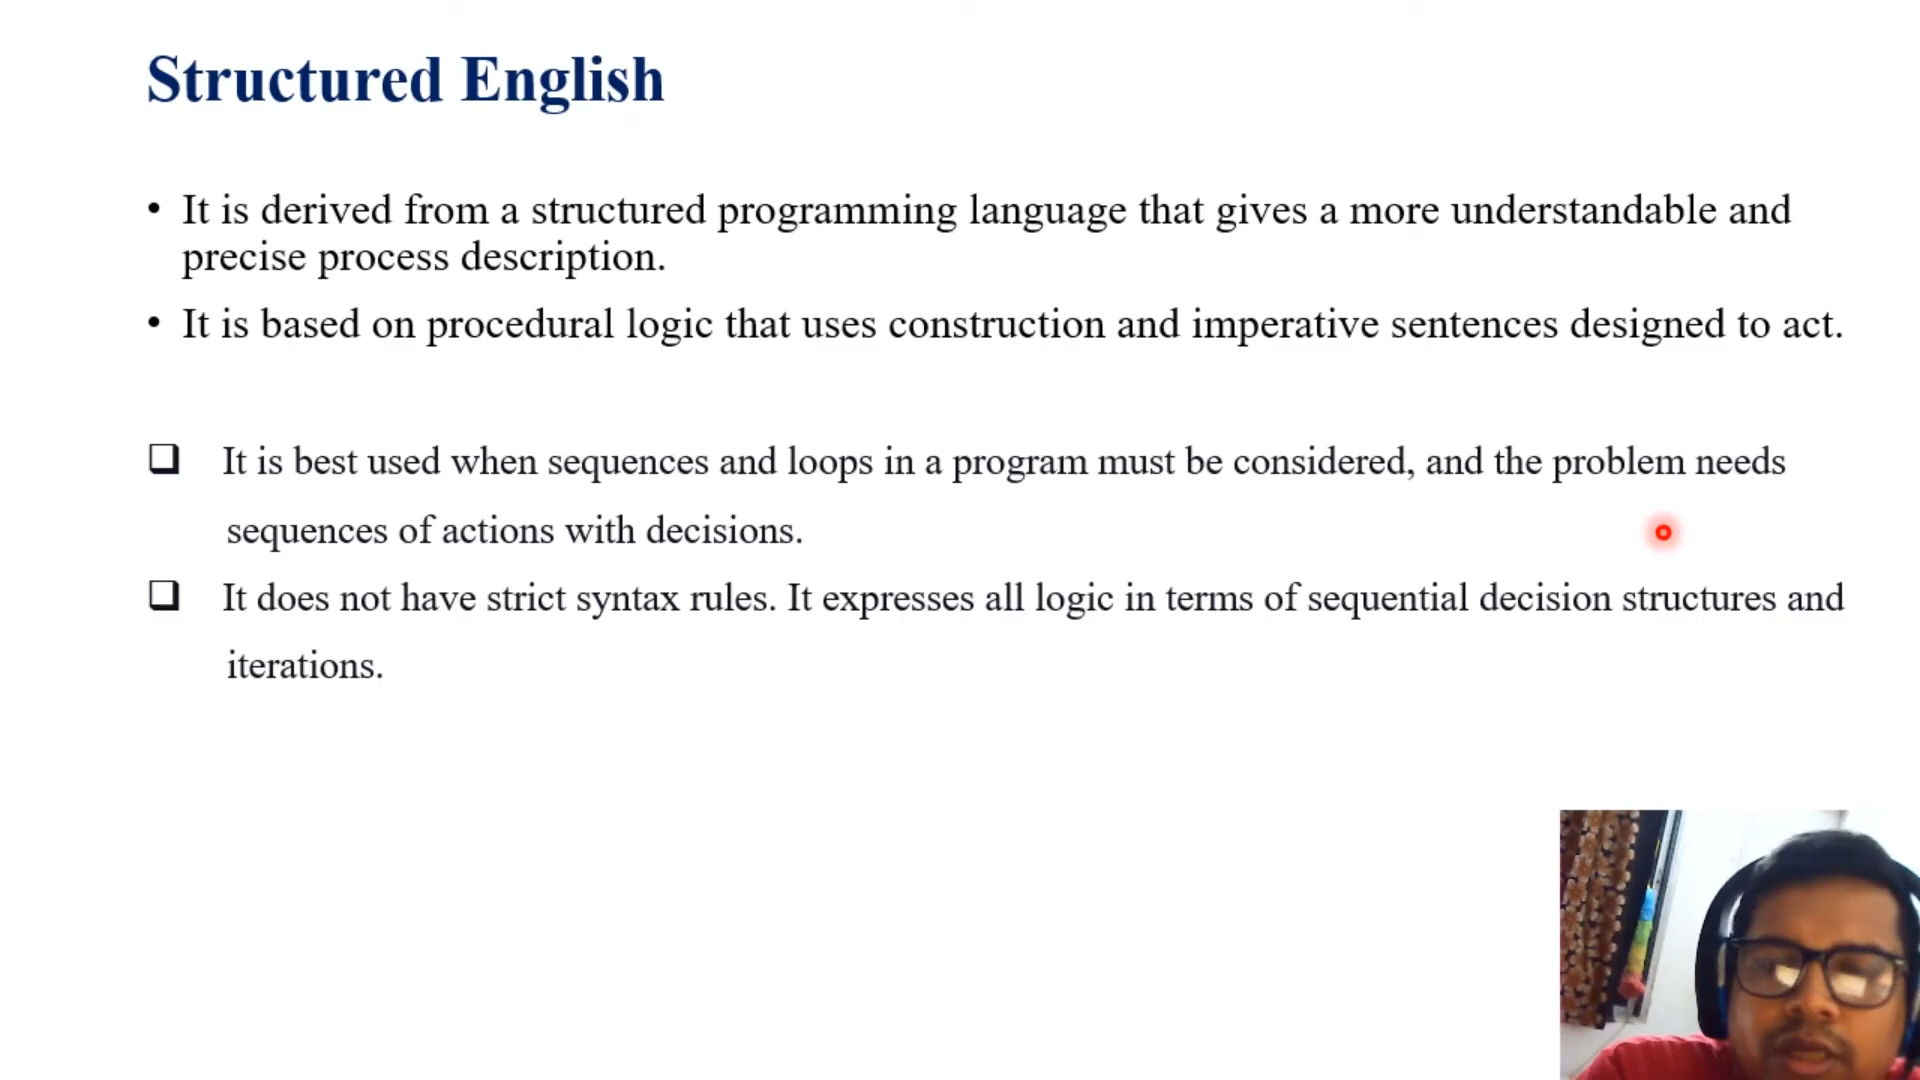 Structured English
• It is derived from a structured programming language that gives a more understandable and
precise process description.
• It is based on procedural logic that uses construction and imperative sentences designed to act.
❑ It is best used when sequences and loops in a program must be considered, and the problem needs
sequences of actions with decisions.
❑ It does not have strict syntax rules. It expresses all logic in terms of sequential decision structures and
iterations.